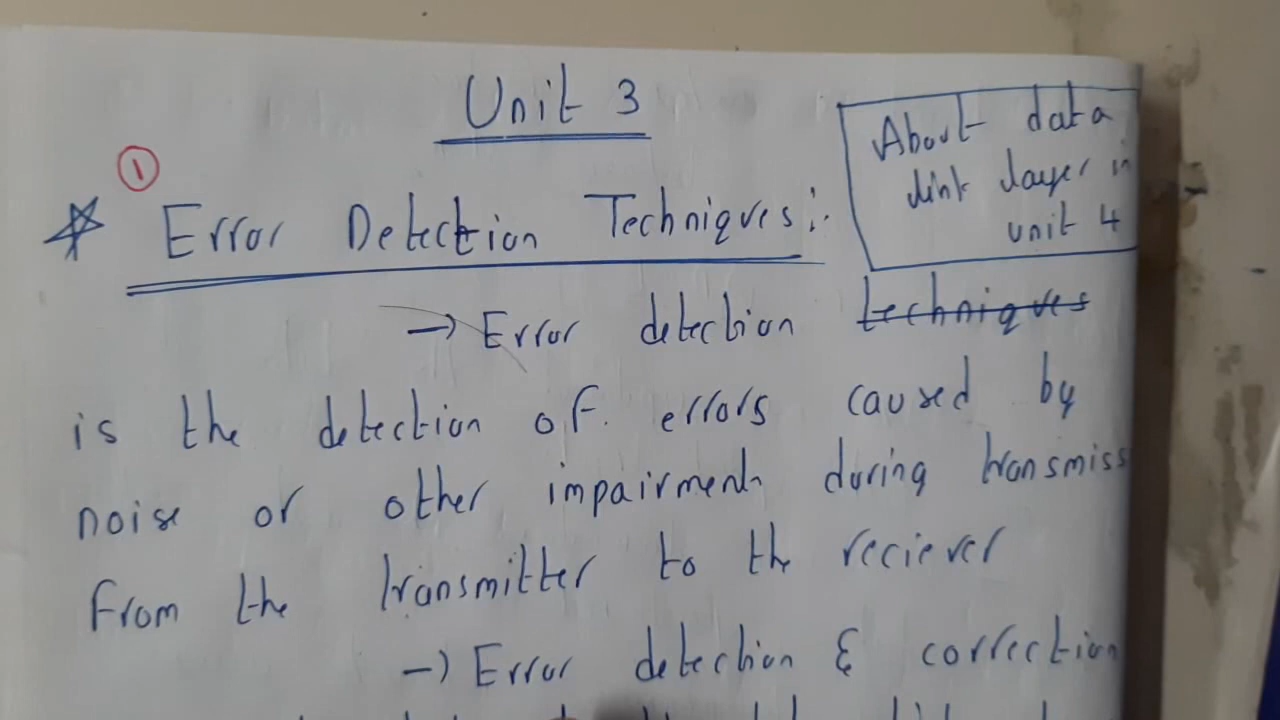 Unit 3
About data
link layer in
unit 4
①
Error Detection Techniques:-
→ Error detection techniques
is the detection of errors caused by
noise or other impairments during transmiss
From the transmitter to the reciever
→ Error detection & correction